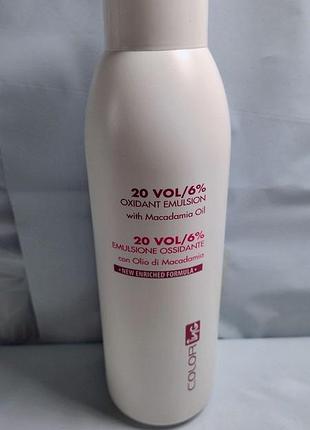 20 VOL/6%
OXIDANT EMULSION
with Macadamia Oil
20 VOL/6%
EMULSIONE OSSIDANTE
con Olio di Macadamia
•NEW ENRICHED FORMULA•
COLOR ING